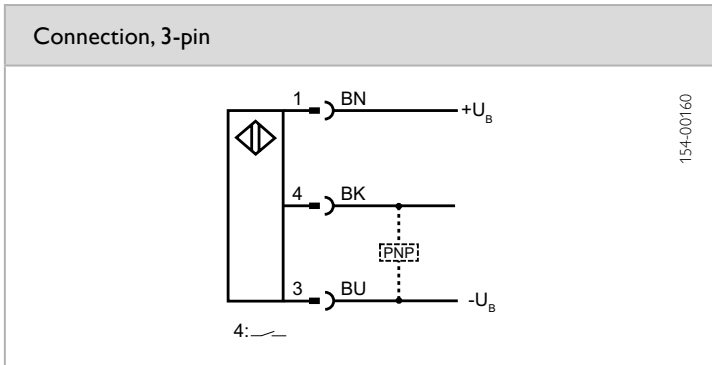 Connection, 3-pin
1 BN +U_B
154-00160
4 BK
PNP
3 BU -U_B
4: